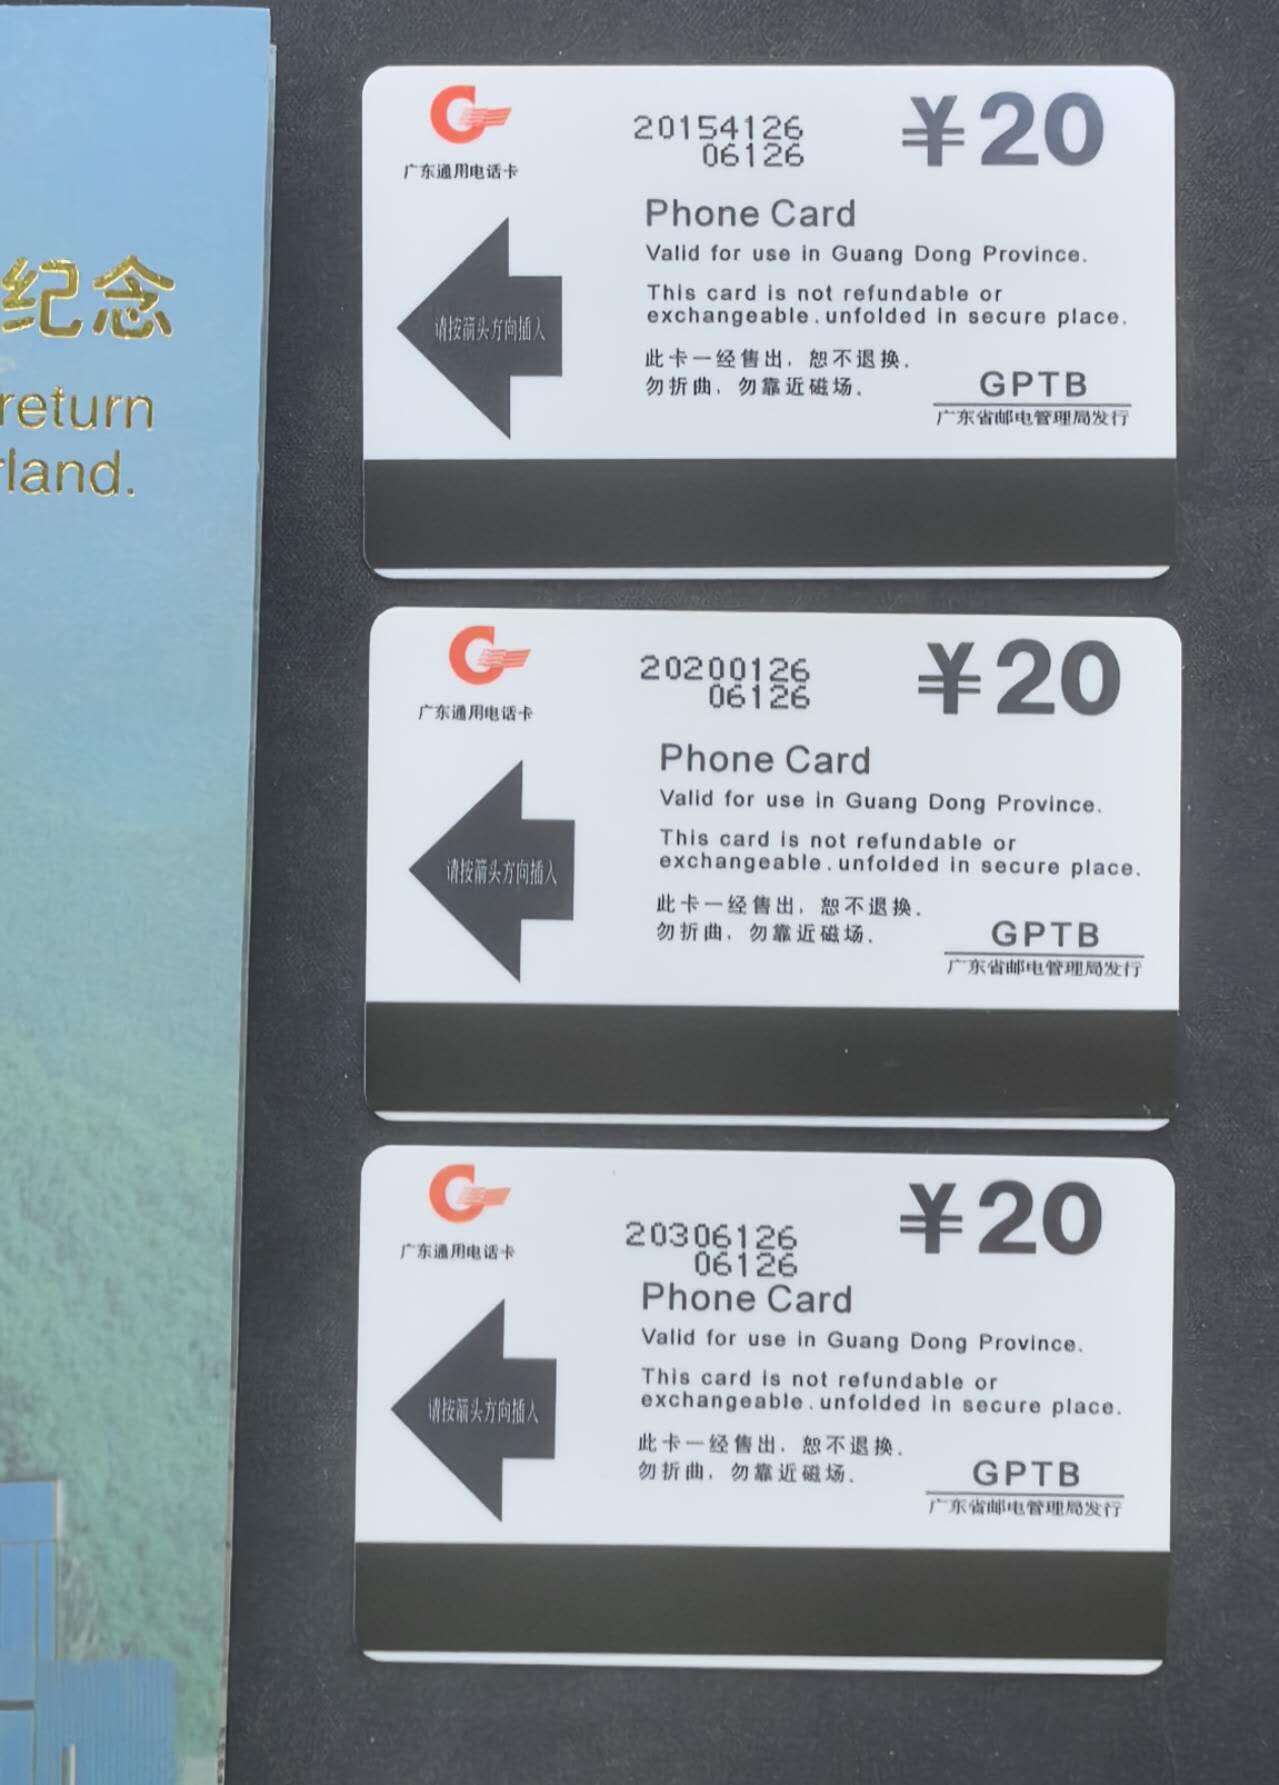 纪念
return
rland.
广东通用电话卡
20154126
06126
¥20
Phone Card
Valid for use in Guang Dong Province.
This card is not refundable or
exchangeable.unfolded in secure place.
请按箭头方向插入
此卡一经售出，恕不退换．
勿折曲．勿靠近磁场．
GPTB
广东省邮电管理局发行
广东通用电话卡
20200126
06126
¥20
Phone Card
Valid for use in Guang Dong Province.
This card is not refundable or
exchangeable.unfolded in secure place.
请按箭头方向插入
此卡一经售出．恕不退换．
勿折曲．勿靠近磁场．
GPTB
广东省邮电管理局发行
广东通用电话卡
20306126
06126
¥20
Phone Card
Valid for use in Guang Dong Province.
This card is not refundable or
exchangeable.unfolded in secure place.
请按箭头方向插入
此卡一经售出．恕不退换．
勿折曲．勿靠近磁场．
GPTB
广东省邮电管理局发行